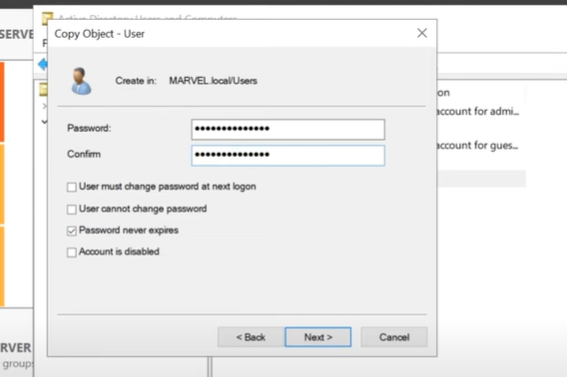 Active Directory Users and Computers
SERVE
F
Copy Object - User
Create in: MARVEL.local/Users
on
account for admi...
Password: ••••••••••••••
account for gues...
Confirm ••••••••••••••
User must change password at next logon
User cannot change password
Password never expires
Account is disabled
< Back Next > Cancel
RVER
groups